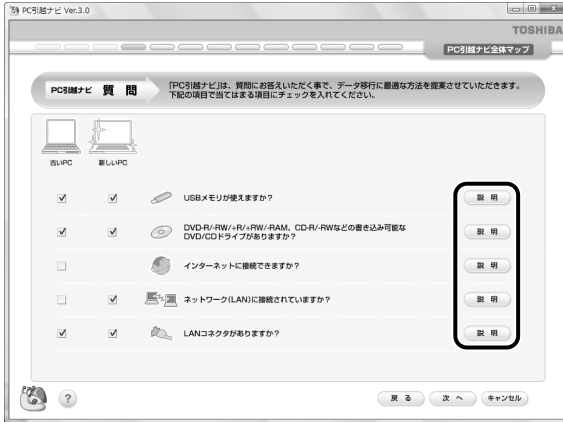 PC引越ナビ Ver.3.0
TOSHIBA
PC引越ナビ全体マップ
PC引越ナビ 質 問
「PC引越ナビ」は、質問にお答えいただく事で、データ移行に最適な方法を提案させていただきます。
下記の項目で当てはまる項目にチェックを入れてください。
古いPC 新しいPC
USBメモリが使えますか? 説 明
DVD-R/-RW/+R/+RW/-RAM、CD-R/-RWなどの書き込み可能な
DVD/CDドライブがありますか? 説 明
インターネットに接続できますか? 説 明
ネットワーク(LAN)に接続されていますか? 説 明
LANコネクタがありますか? 説 明
? 戻 る 次 へ キャンセル